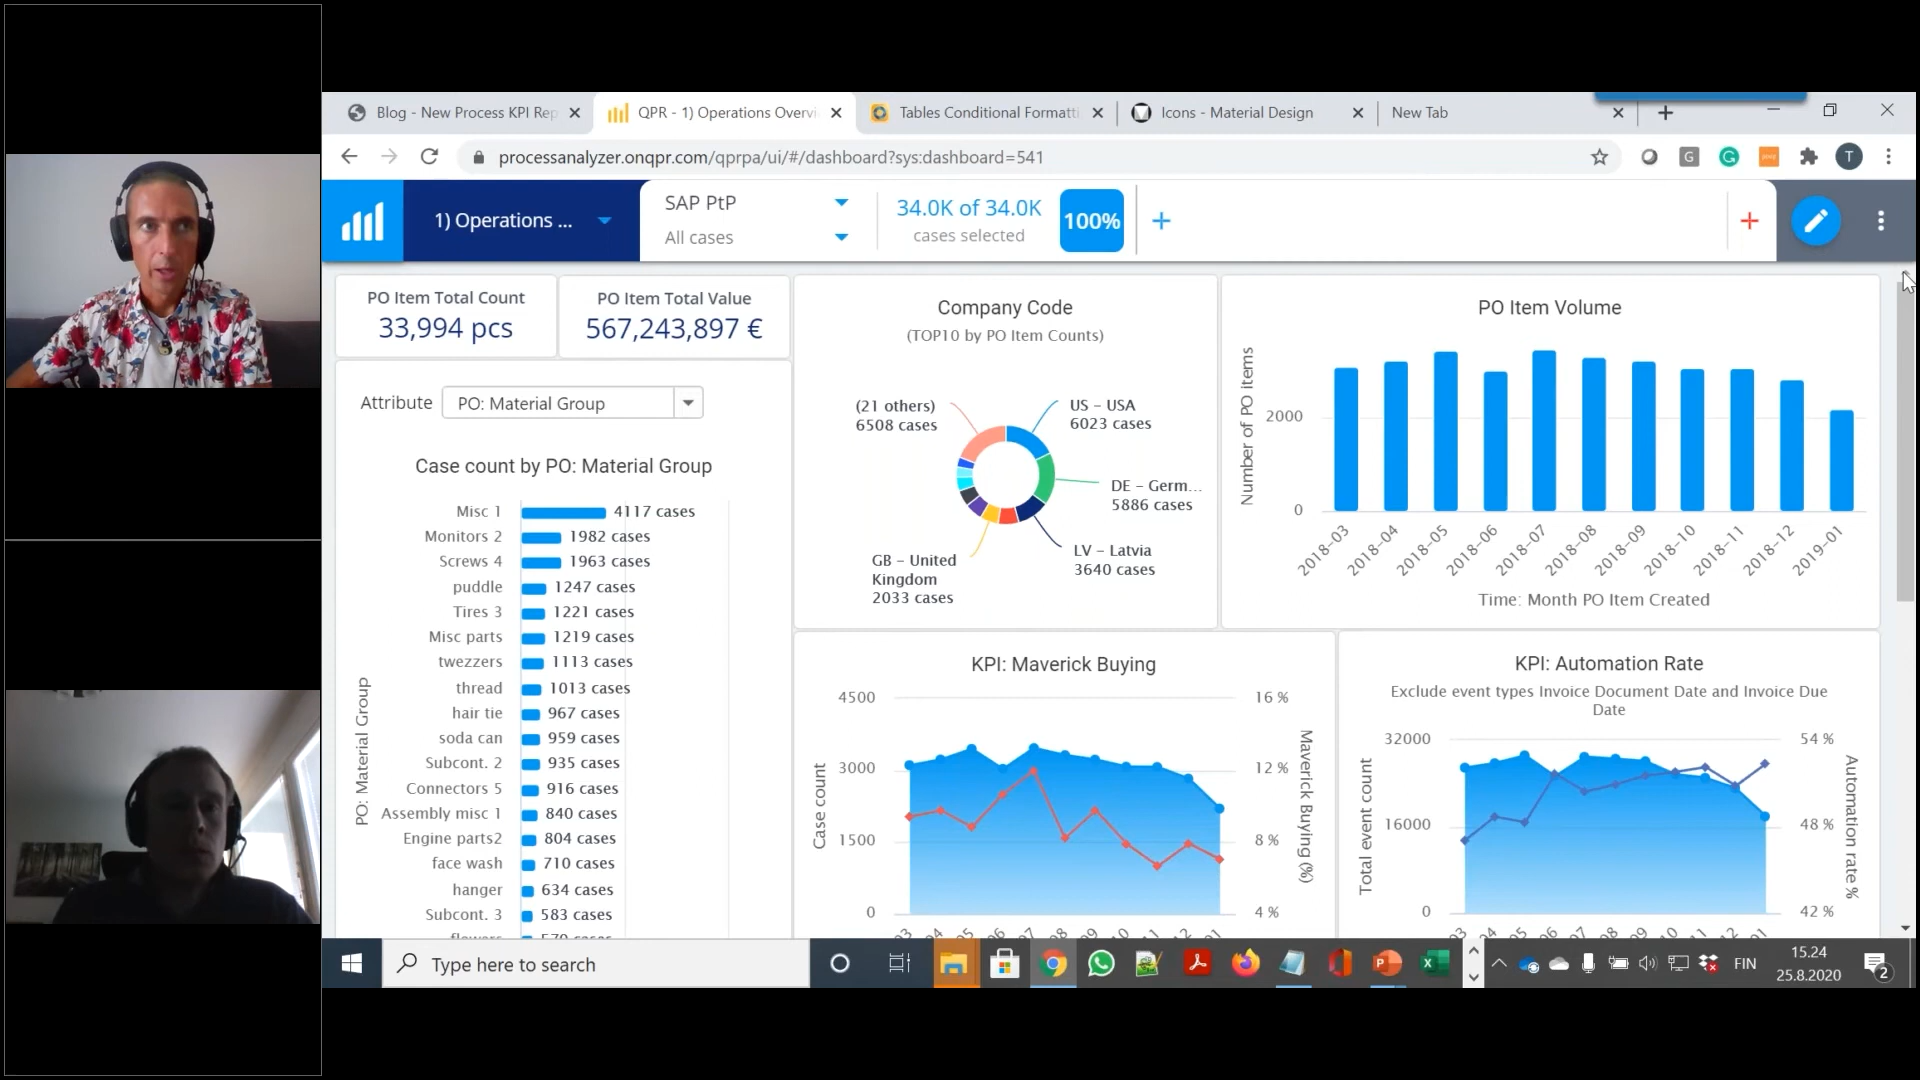 Blog - New Process KPI Rep
QPR - 1) Operations Overvi
Tables Conditional Formatti
Icons - Material Design
New Tab
processanalyzer.onqpr.com/qprpa/ui/#/dashboard?sys:dashboard=541
T
1) Operations ...
SAP PtP
All cases
34.0K of 34.0K
cases selected
100%
PO Item Total Count
33,994 pcs
PO Item Total Value
567,243,897 €
Attribute
PO: Material Group
Case count by PO: Material Group
PO: Material Group
Misc 1 4117 cases
Monitors 2 1982 cases
Screws 4 1963 cases
puddle 1247 cases
Tires 3 1221 cases
Misc parts 1219 cases
twezzers 1113 cases
thread 1013 cases
hair tie 967 cases
soda can 959 cases
Subcont. 2 935 cases
Connectors 5 916 cases
Assembly misc 1 840 cases
Engine parts2 804 cases
face wash 710 cases
hanger 634 cases
Subcont. 3 583 cases
Company Code
(TOP10 by PO Item Counts)
(21 others)
6508 cases
US - USA
6023 cases
DE - Germ...
5886 cases
LV - Latvia
3640 cases
GB - United
Kingdom
2033 cases
PO Item Volume
Number of PO items
2000
0
2018-03
2018-04
2018-05
2018-06
2018-07
2018-08
2018-09
2018-10
2018-11
2018-12
2019-01
Time: Month PO Item Created
KPI: Maverick Buying
Case count
4500
3000
1500
0
16 %
12 %
8 %
4 %
Maverick Buying (%)
KPI: Automation Rate
Exclude event types Invoice Document Date and Invoice Due
Date
Total event count
32000
16000
0
54 %
48 %
42 %
Automation rate %
Type here to search
FIN
15.24
25.8.2020
2